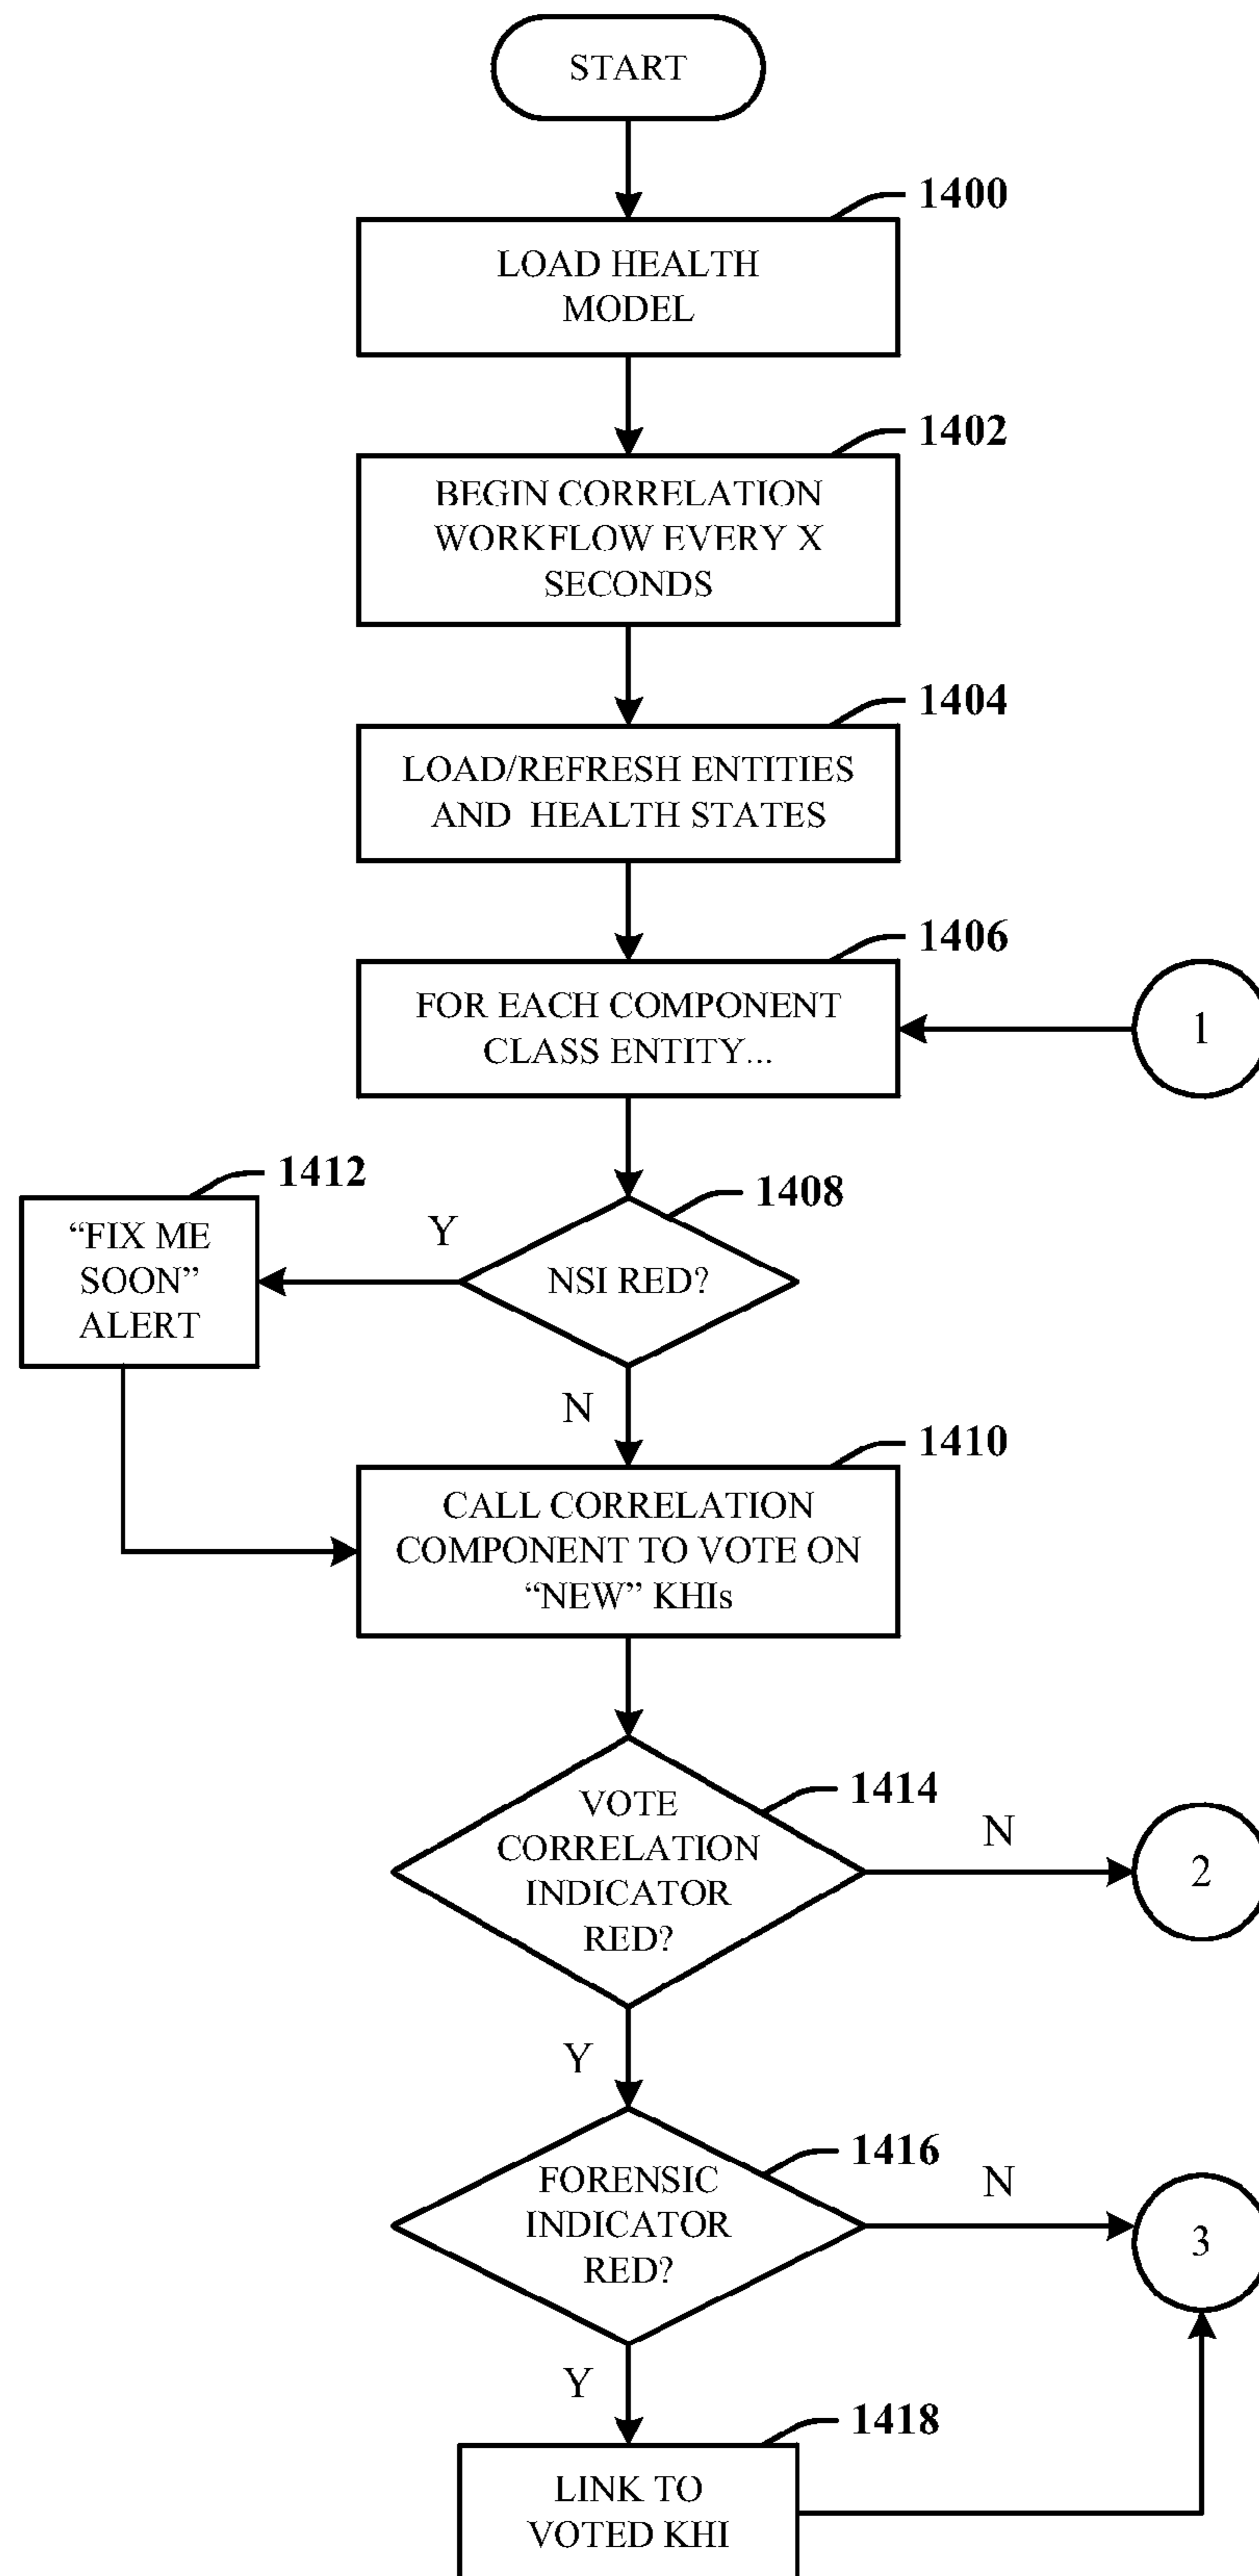 START
1400
LOAD HEALTH
MODEL
1402
BEGIN CORRELATION
WORKFLOW EVERY X
SECONDS
1404
LOAD/REFRESH ENTITIES
AND HEALTH STATES
1406
FOR EACH COMPONENT
CLASS ENTITY...
1
1412
“FIX ME
SOON”
ALERT
Y
1408
NSI RED?
N
1410
CALL CORRELATION
COMPONENT TO VOTE ON
“NEW” KHIs
1414
VOTE
CORRELATION
INDICATOR
RED?
N
2
Y
1416
FORENSIC
INDICATOR
RED?
N
3
Y
1418
LINK TO
VOTED KHI